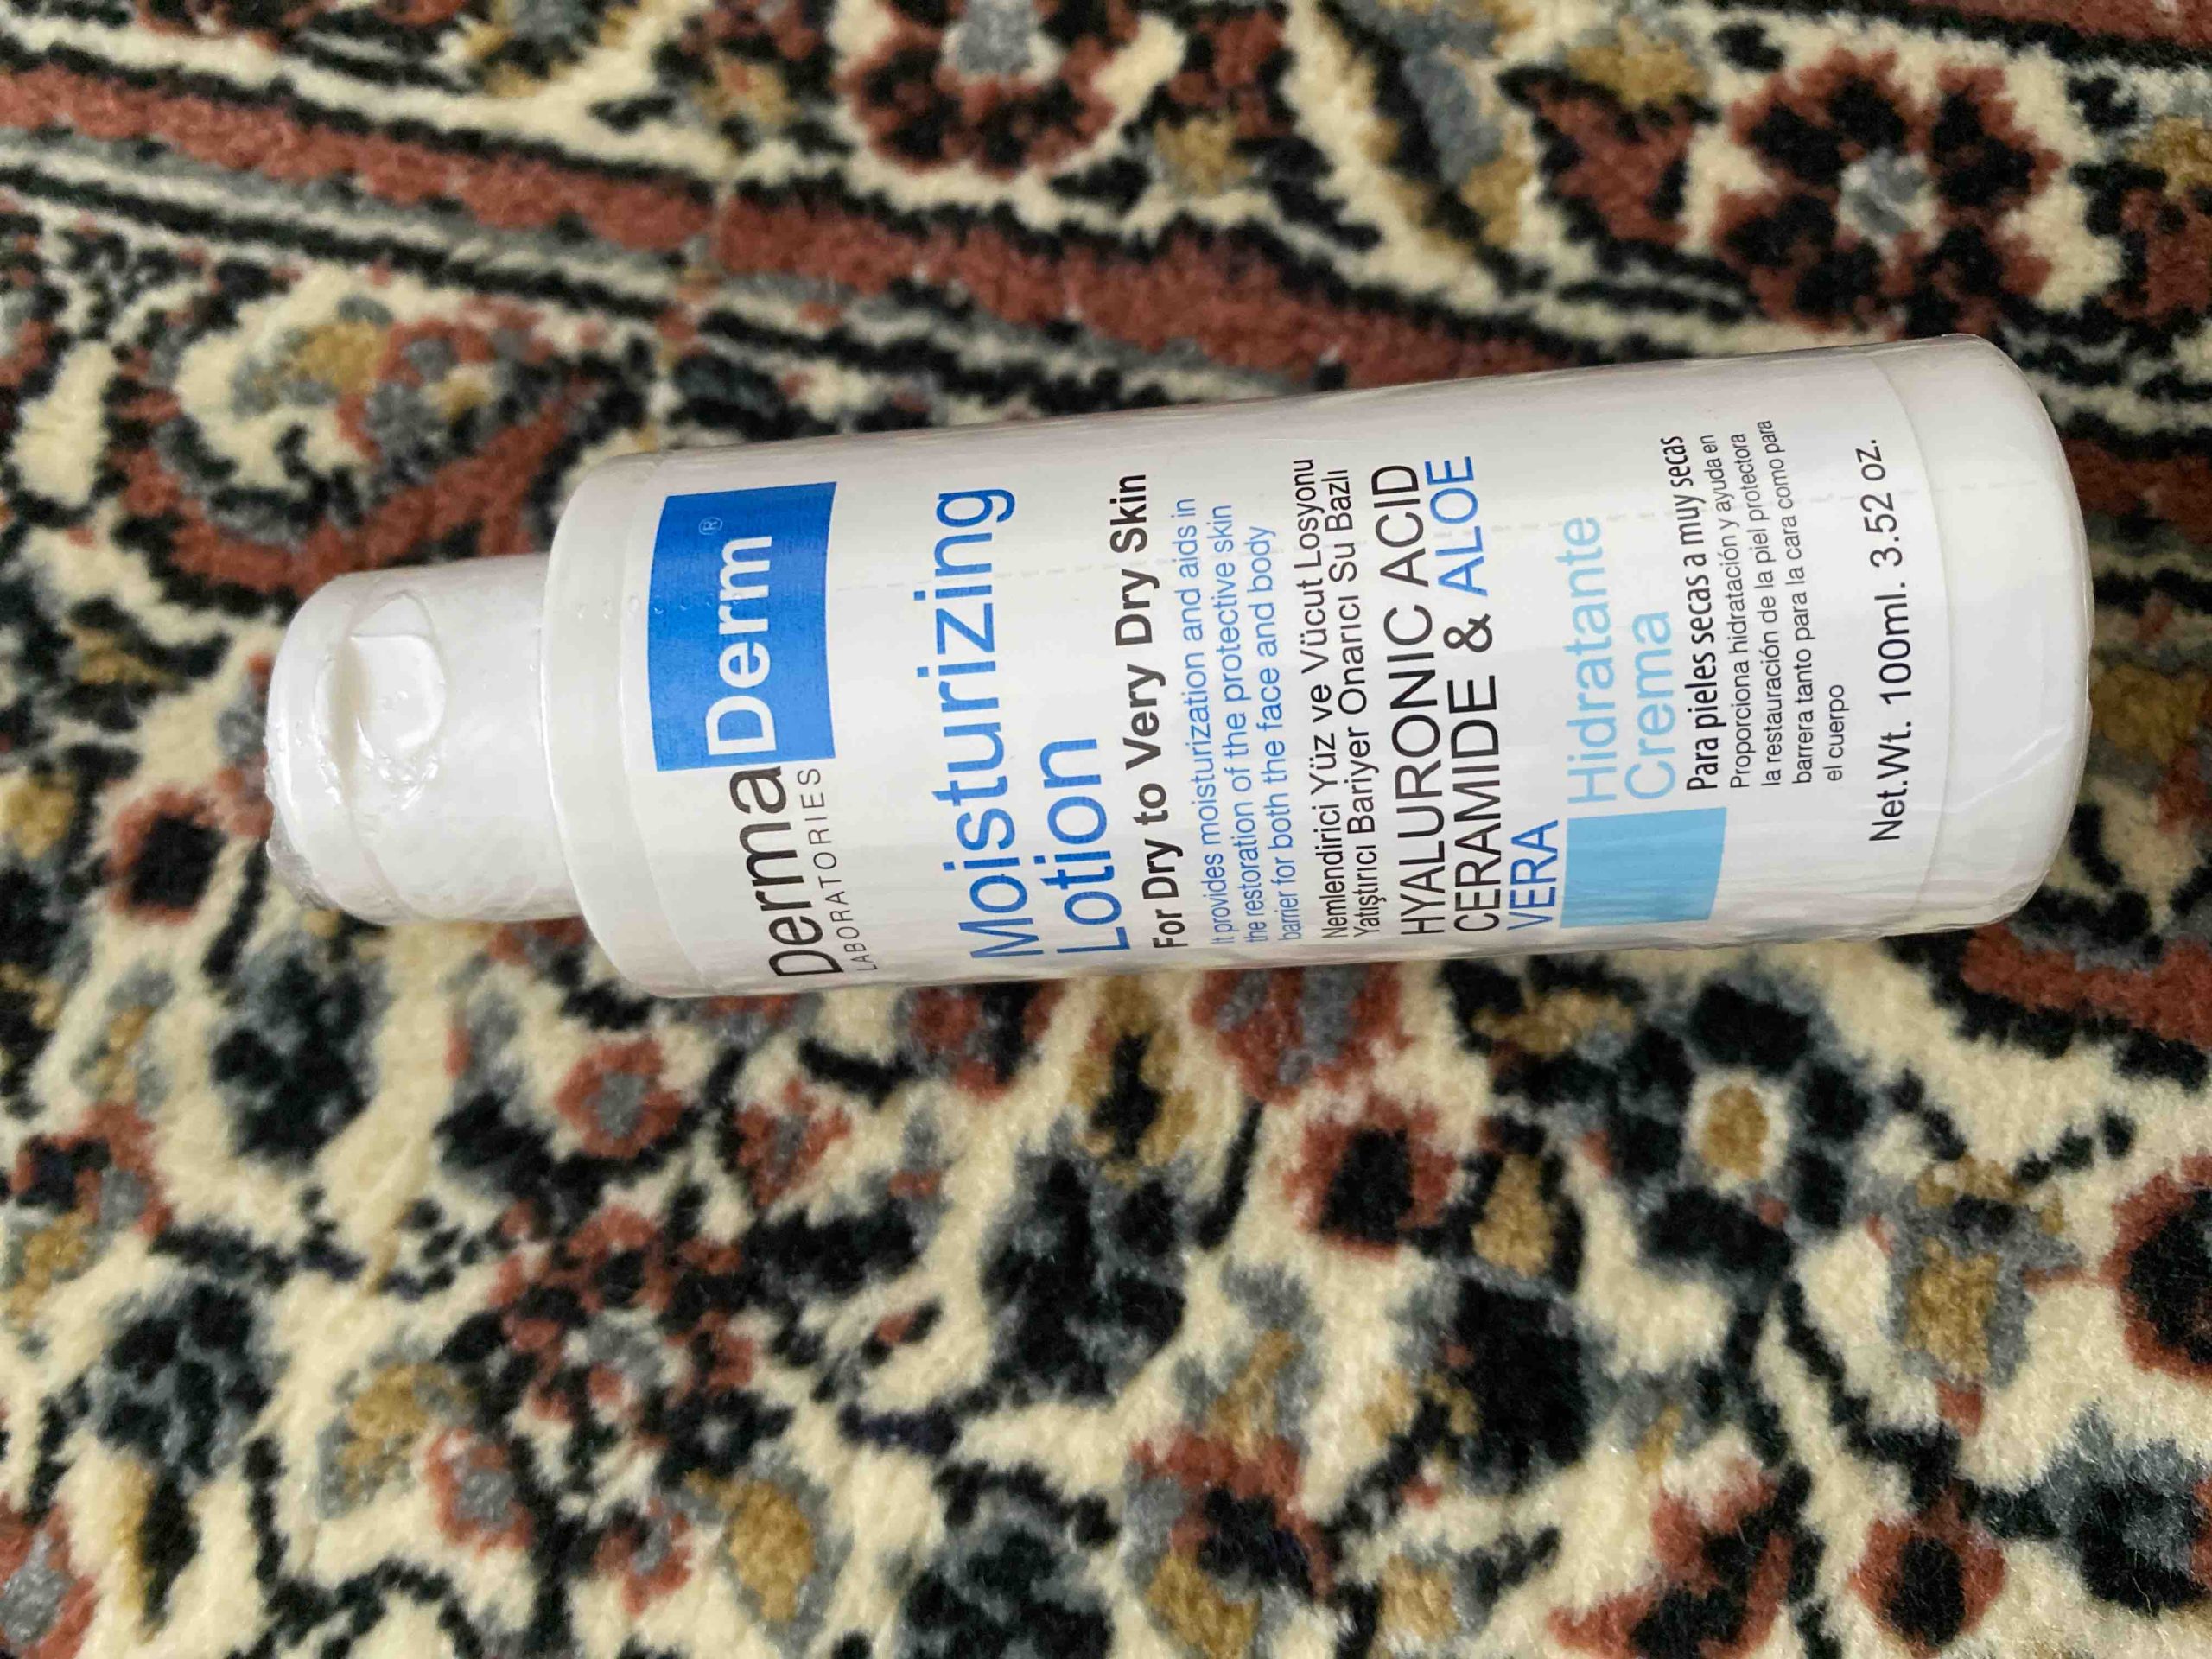 DermaDerm®
LABORATORIES
Moisturizing
Lotion
For Dry to Very Dry Skin
It provides moisturization and aids in
the restoration of the protective skin
barrier for both the face and body
Nemlendirici Yüz ve Vücut Losyonu
Yatıştırıcı Bariyer Onarıcı Su Bazlı
HYALURONIC ACID
CERAMIDE & ALOE
VERA
Hidratante
Crema
Para pieles secas a muy secas
Proporciona hidratación y ayuda en
la restauración de la piel protectora
barrera tanto para la cara como para
el cuerpo
Net.Wt. 100ml. 3.52 oz.